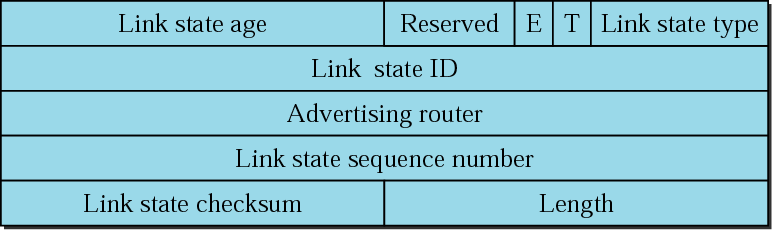 Link state age Reserved E T Link state type
Link state ID
Advertising router
Link state sequence number
Link state checksum Length